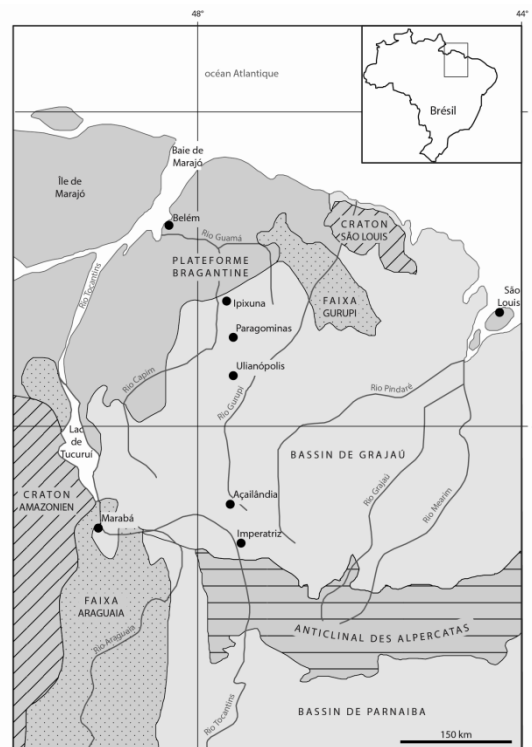 48°
44°
océan Atlantique
Brésil
Baie de
Marajó
Île de
Marajó
Belém
Rio Guamá
CRATON
SÃO LOUIS
PLATEFORME
BRAGANTINE
Rio Tocantins
FAIXA
GURUPI
São
Louis
Ipixuna
Paragominas
Ulianópolis
Rio Capim
Rio Gurupi
Rio Pindaré
Lac
de
Tucuruí
BASSIN DE GRAJAÚ
CRATON
AMAZONIEN
Rio Grajaú
Rio Mearim
Açailândia
Marabá
Imperatriz
FAIXA
ARAGUAIA
Rio Araguaia
ANTICLINAL DES ALPERCATAS
Rio Tocantins
BASSIN DE PARNAIBA
150 km